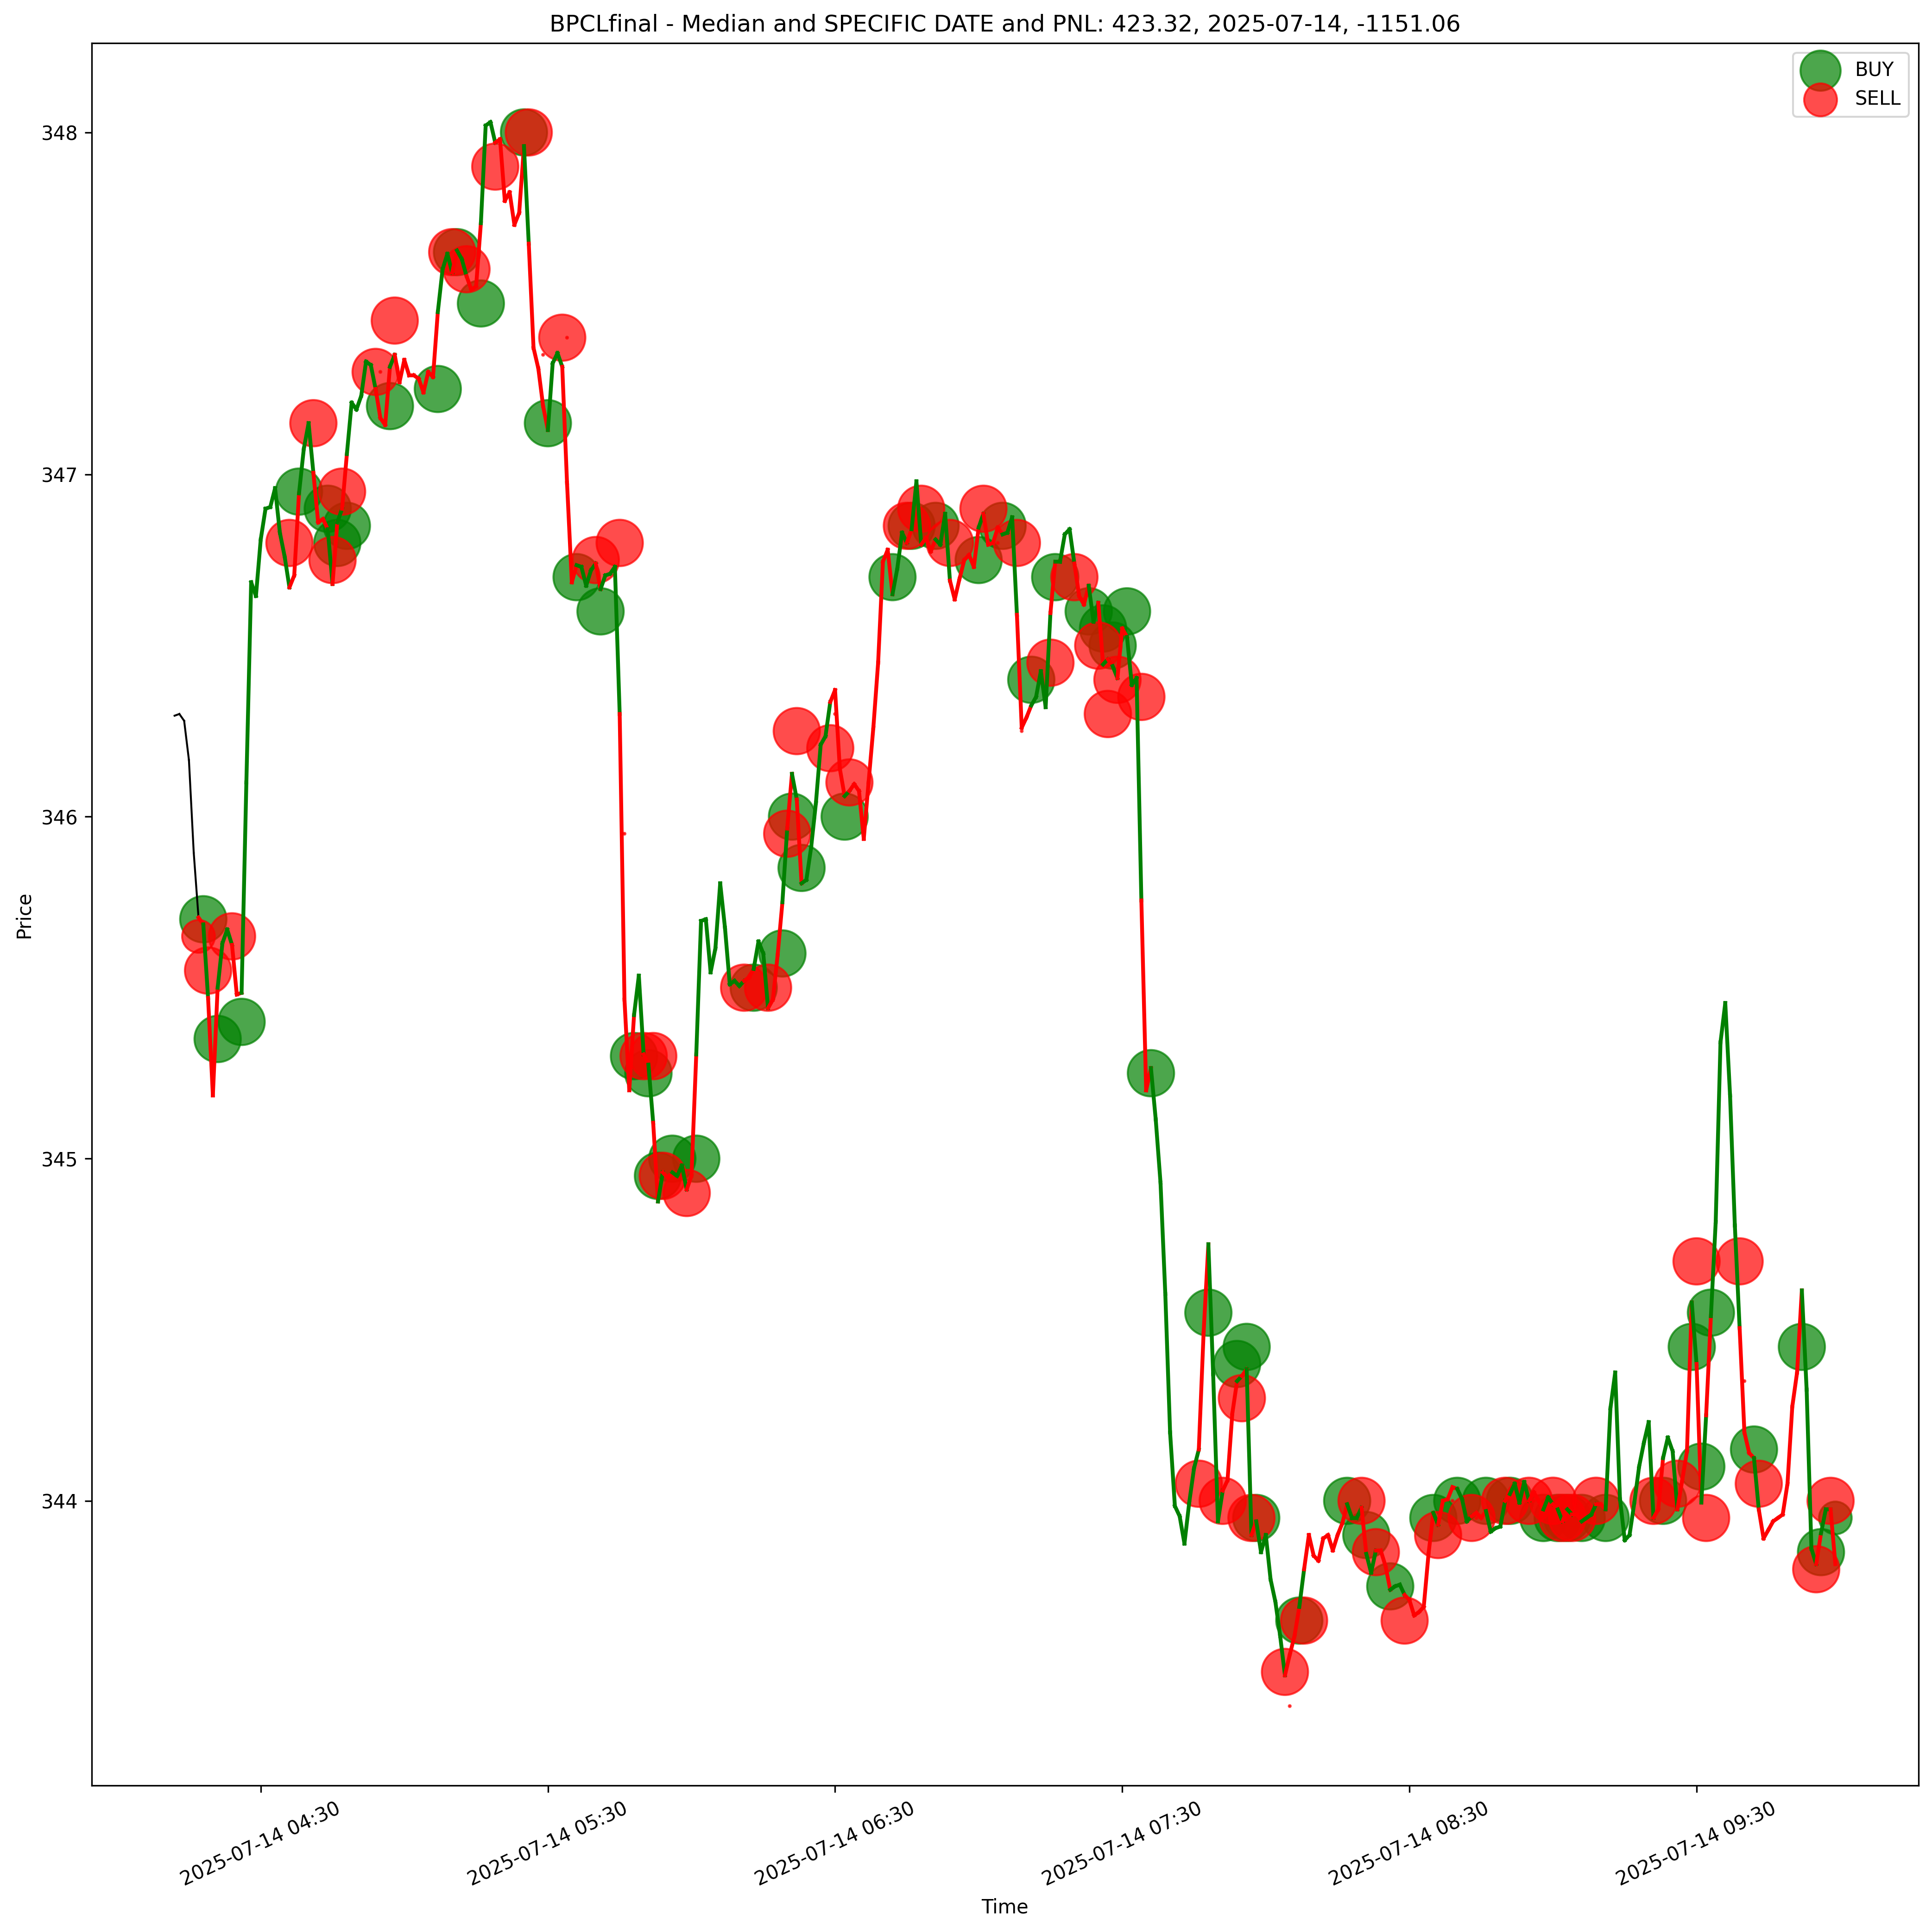 BPCLfinal - Median and SPECIFIC DATE and PNL: 423.32, 2025-07-14, -1151.06
BUY
SELL
348
347
346
345
344
Price
2025-07-14 04:30
2025-07-14 05:30
2025-07-14 06:30
2025-07-14 07:30
2025-07-14 08:30
2025-07-14 09:30
Time